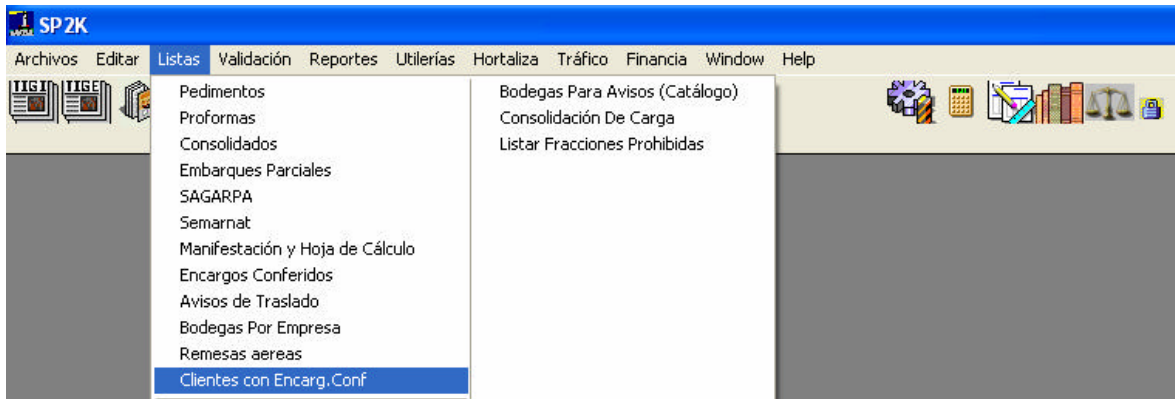 SP2K
Archivos Editar Listas Validación Reportes Utilerías Hortaliza Tráfico Financia Window Help
TIGI TIGE
Pedimentos
Proformas
Consolidados
Embarques Parciales
SAGARPA
Semarnat
Manifestación y Hoja de Cálculo
Encargos Conferidos
Avisos de Traslado
Bodegas Por Empresa
Remesas aereas
Clientes con Encarg.Conf
Bodegas Para Avisos (Catálogo)
Consolidación De Carga
Listar Fracciones Prohibidas